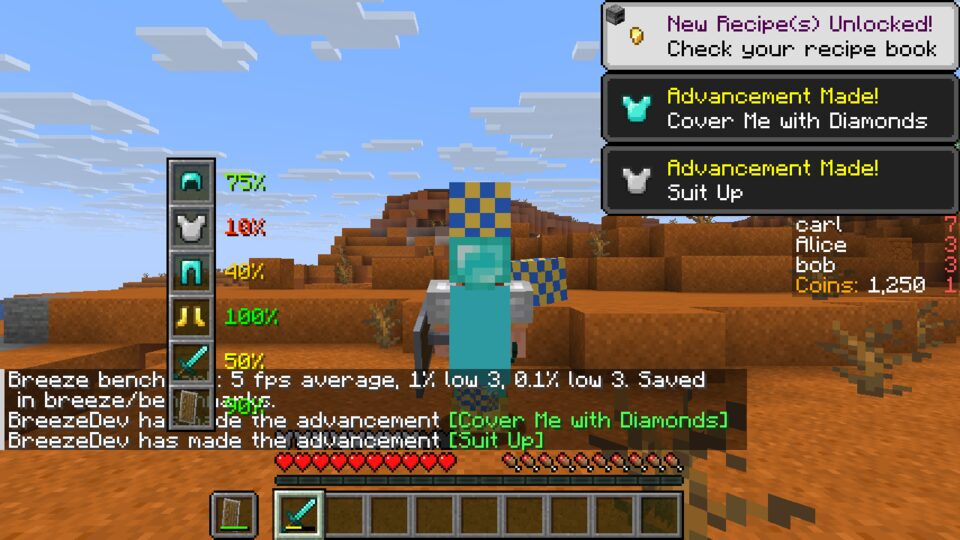 New Recipe(s) Unlocked!
Check your recipe book
Advancement Made!
Cover Me with Diamonds
Advancement Made!
Suit Up
carl 7
Alice 3
bob 3
Coins: 1,250 1
75%
10%
40%
100%
50%
90%
Breeze bench : 5 fps average, 1% low 3, 0.1% low 3. Saved
in breeze/benchmarks.
BreezeDev has made the advancement [Cover Me with Diamonds]
BreezeDev has made the advancement [Suit Up]